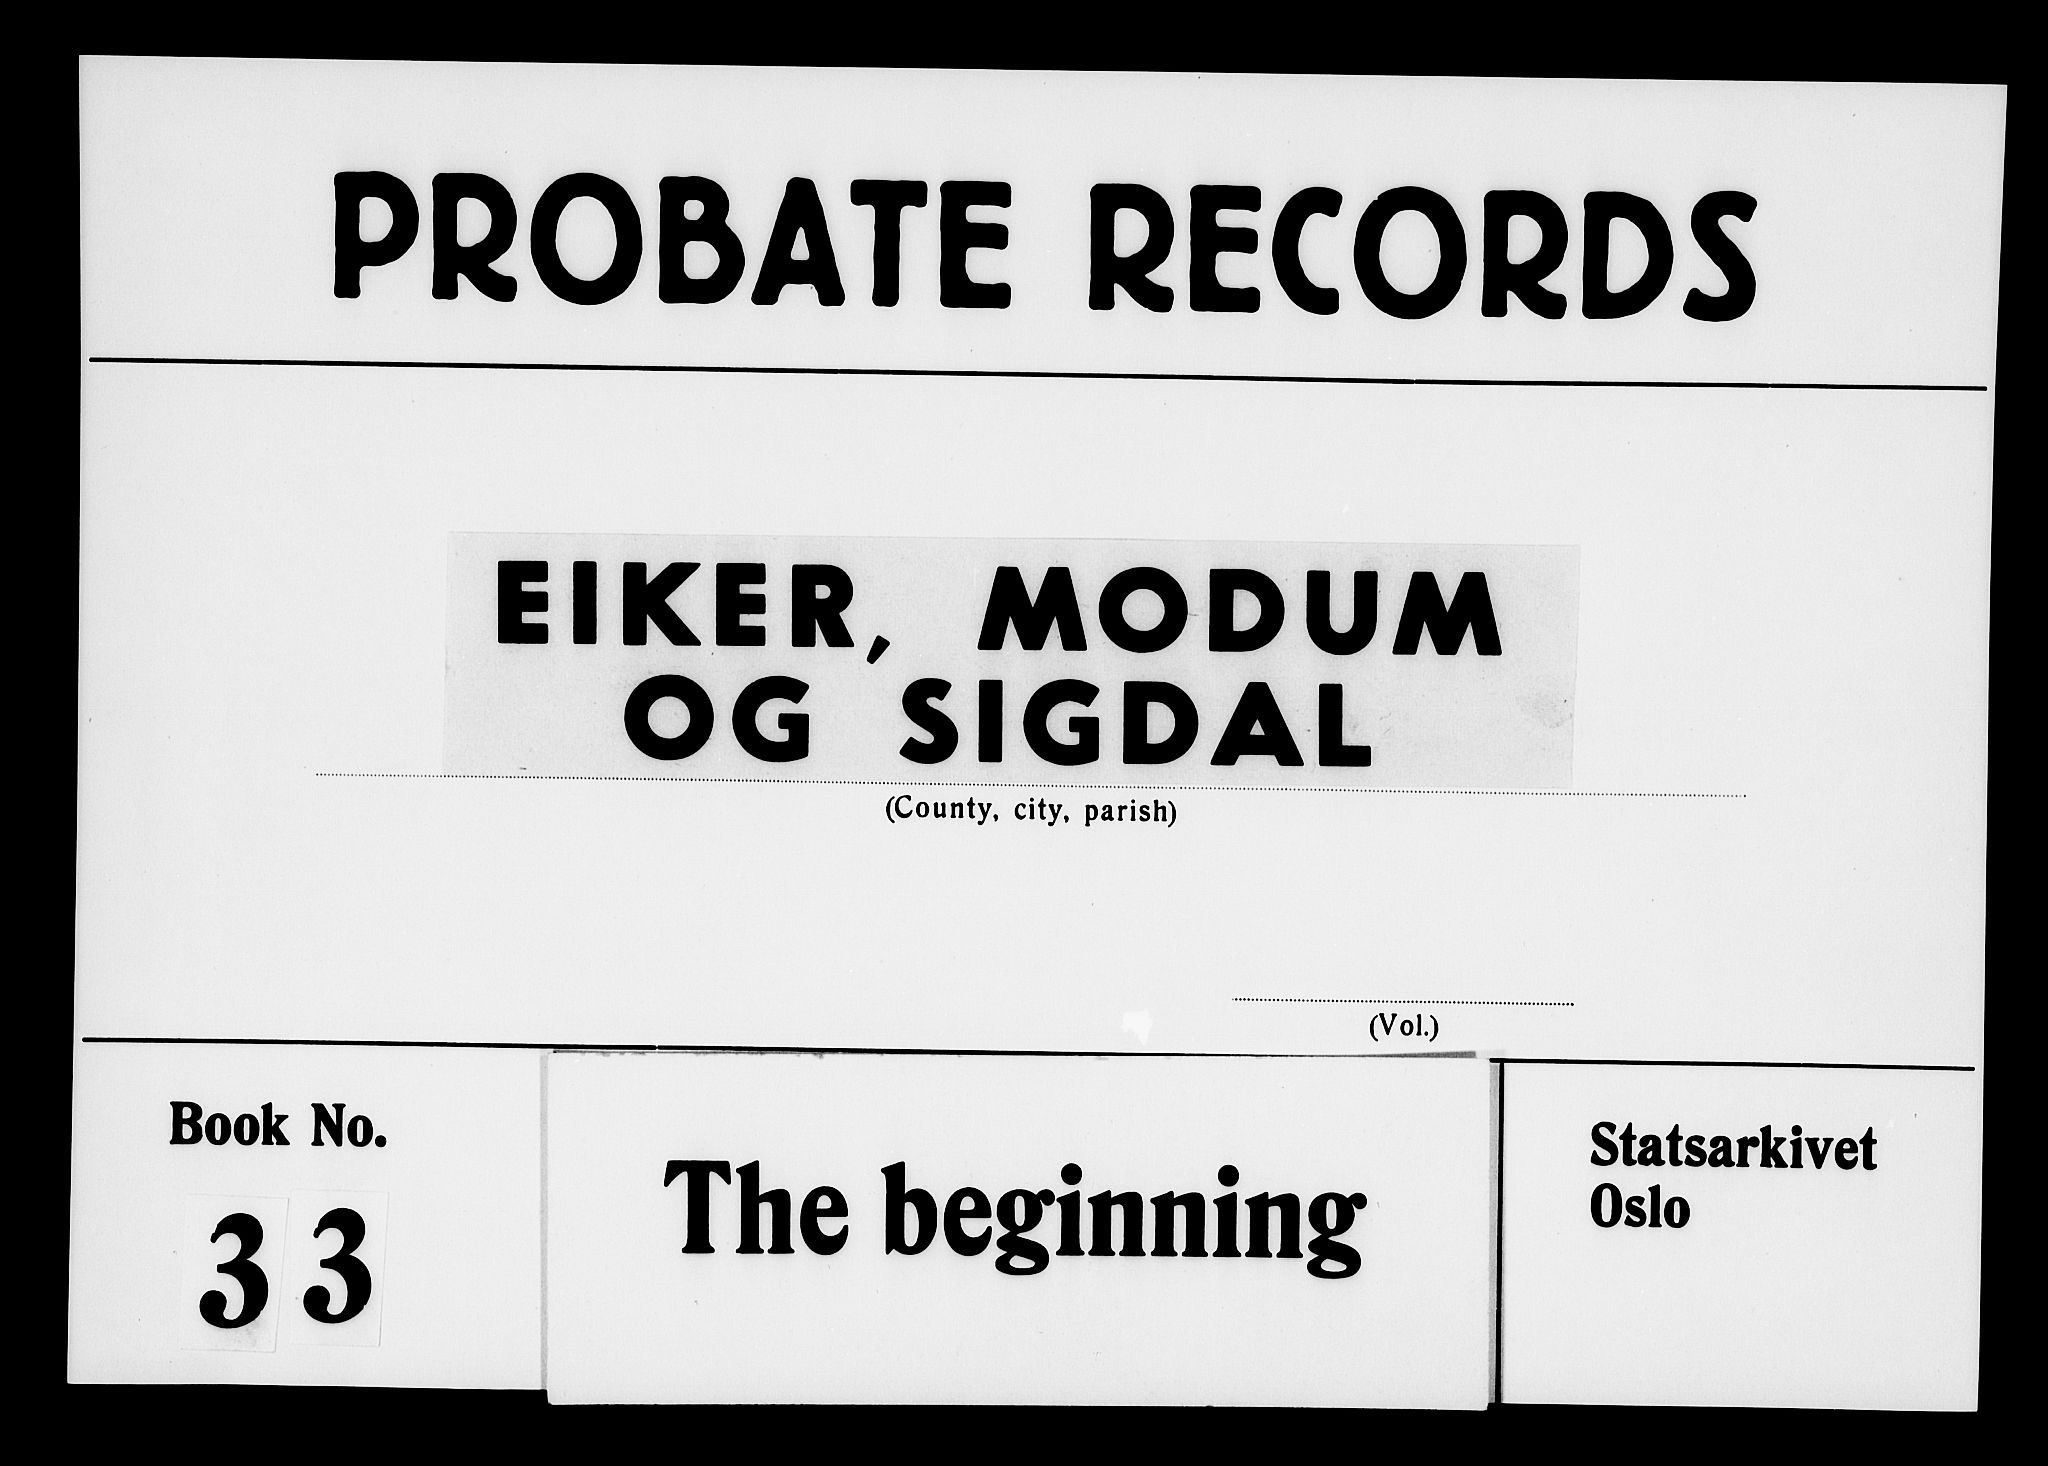 PROBATE RECORDS
EIKER, MODUM
OG SIGDAL
(County, city, parish)
(Vol.)
Book No.
33
The beginning
Statsarkivet
Oslo